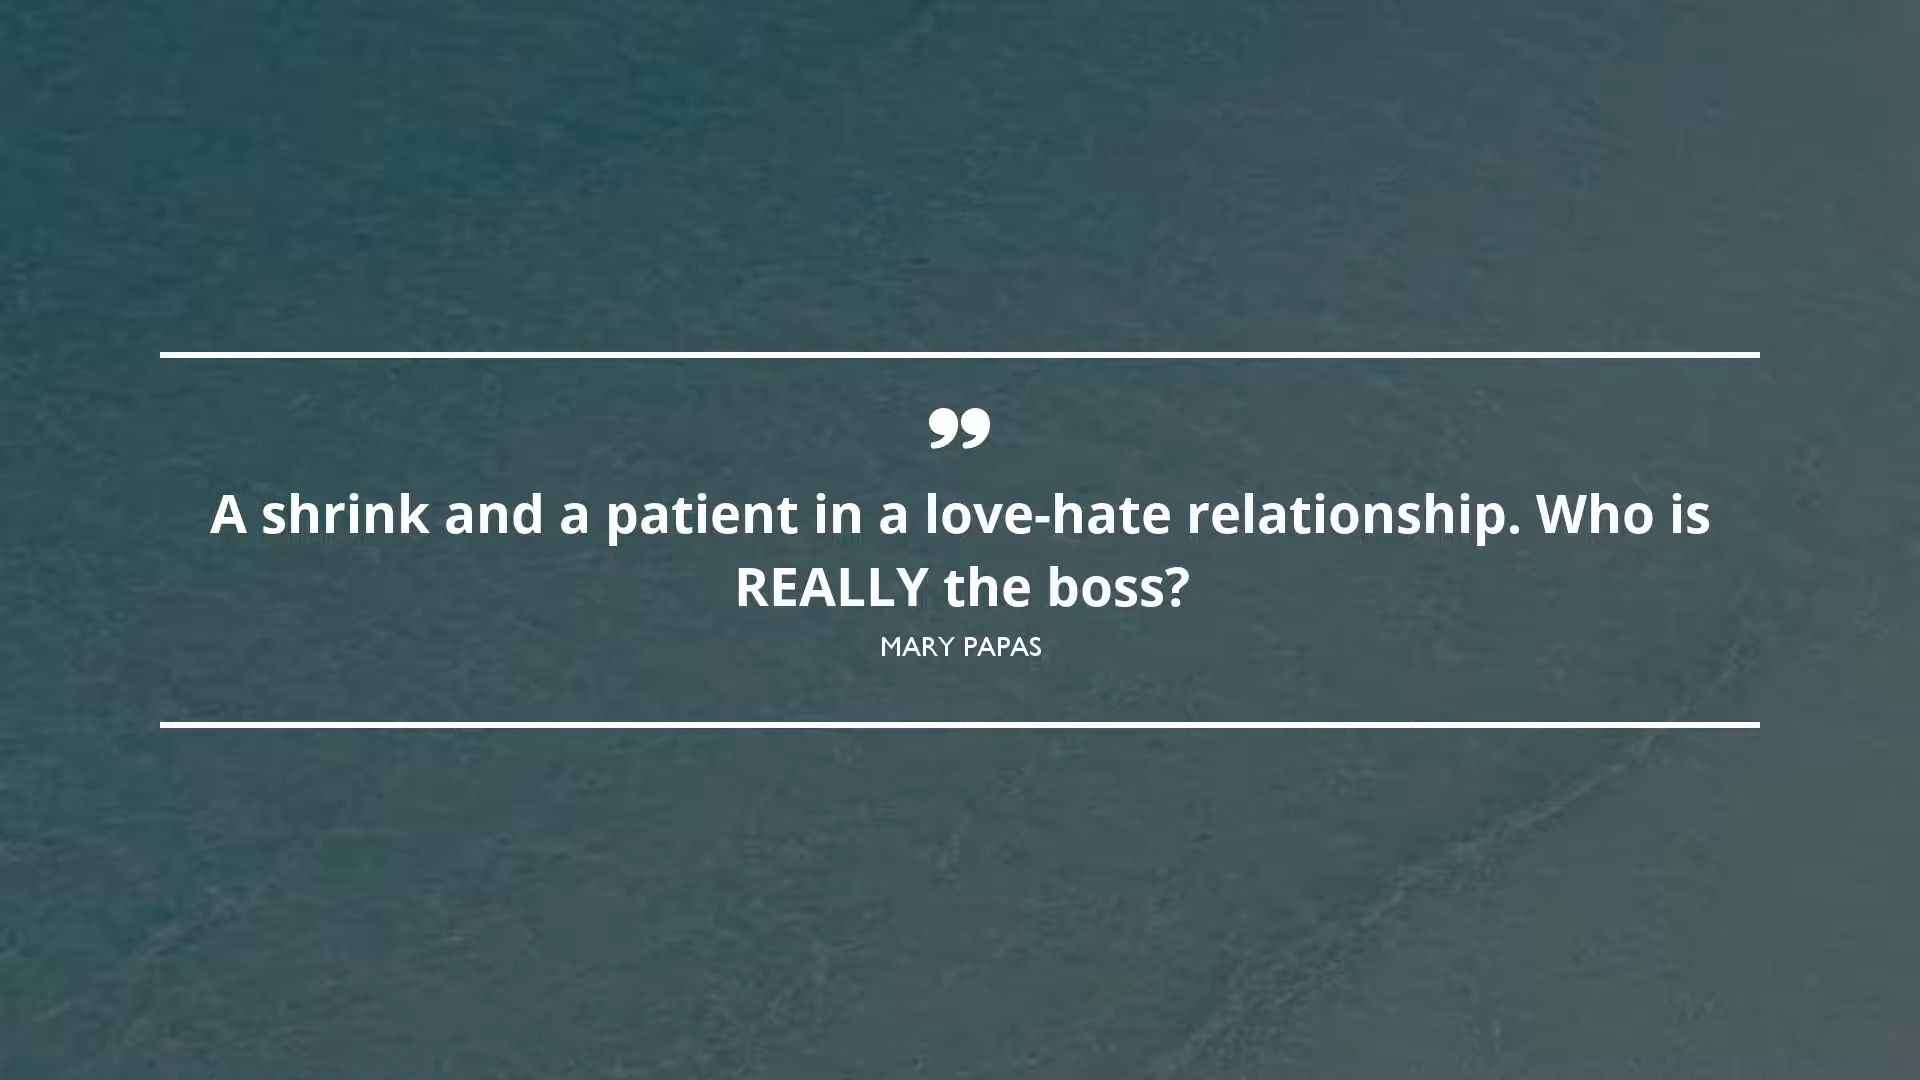 ”
A shrink and a patient in a love-hate relationship. Who is
REALLY the boss?
MARY PAPAS